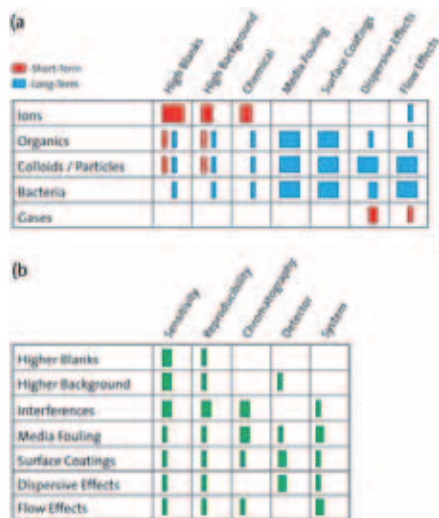 (a
High Blanks
High Background
Chemical
Media Fouling
Surface Coatings
Dispersive Effects
Flow Effects
Short-Term
Long-Term
Ions
Organics
Colloids / Particles
Bacteria
Gases
(b)
Sensitivity
Reproducibility
Chromatography
Detector
System
Higher Blanks
Higher Background
Interferences
Media Fouling
Surface Coatings
Dispersive Effects
Flow Effects